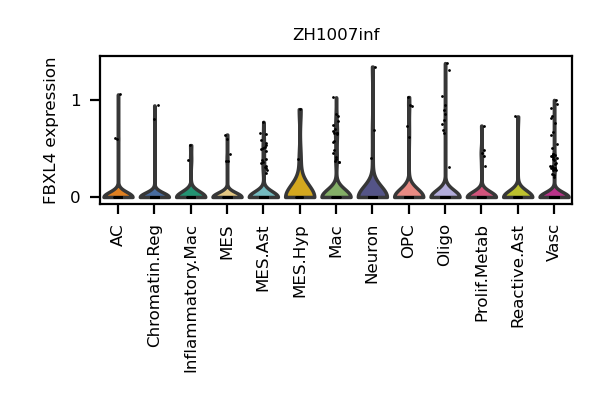 ZH1007inf
FBXL4 expression
1
0
AC
Chromatin.Reg
Inflammatory.Mac
MES
MES.Ast
MES.Hyp
Mac
Neuron
OPC
Oligo
Prolif.Metab
Reactive.Ast
Vasc